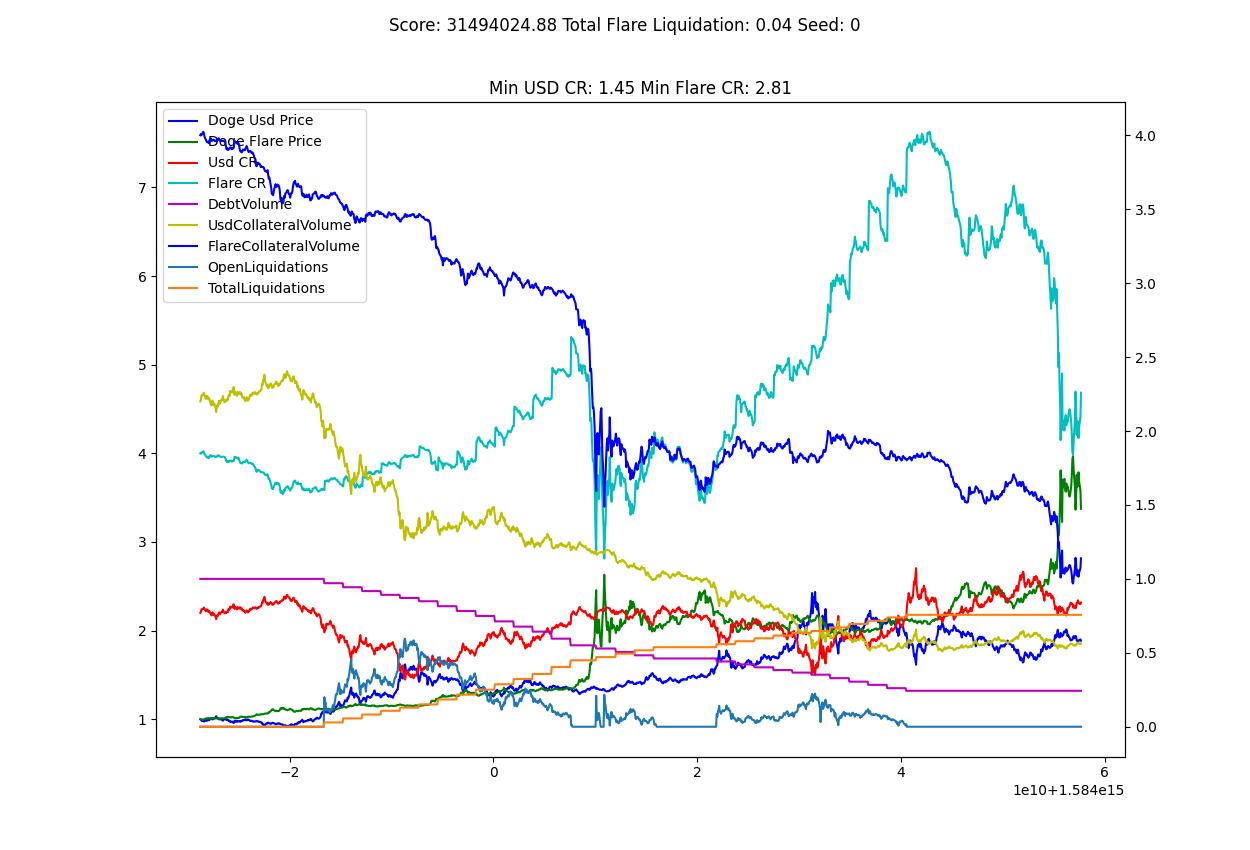 Score: 31494024.88 Total Flare Liquidation: 0.04 Seed: 0
Min USD CR: 1.45 Min Flare CR: 2.81
Doge Usd Price
Doge Flare Price
Usd CR
Flare CR
DebtVolume
UsdCollateralVolume
FlareCollateralVolume
OpenLiquidations
TotalLiquidations
7
6
5
4
3
2
1
4.0
3.5
3.0
2.5
2.0
1.5
1.0
0.5
0.0
−2 0 2 4 6
1e10+1.584e15